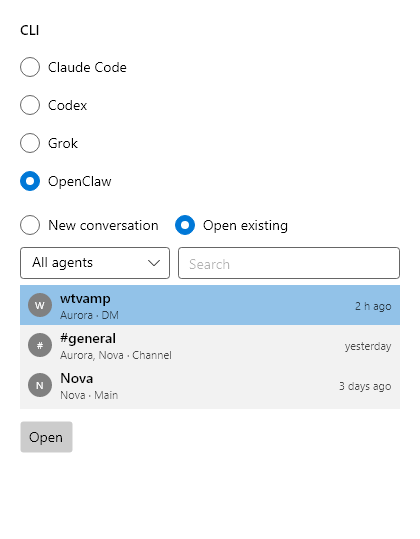 CLI
Claude Code
Codex
Grok
OpenClaw
New conversation Open existing
All agents Search
W wtvamp
Aurora · DM 2 h ago
# #general
Aurora, Nova · Channel yesterday
N Nova
Nova · Main 3 days ago
Open